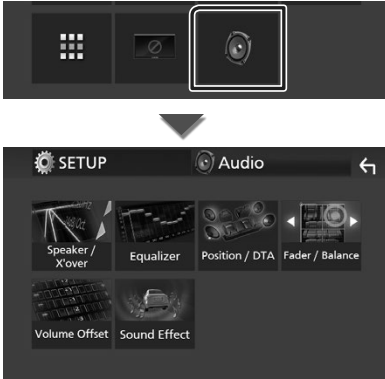 SETUP
Audio
Speaker /
X'over
Equalizer
Position / DTA
Fader / Balance
Volume Offset
Sound Effect